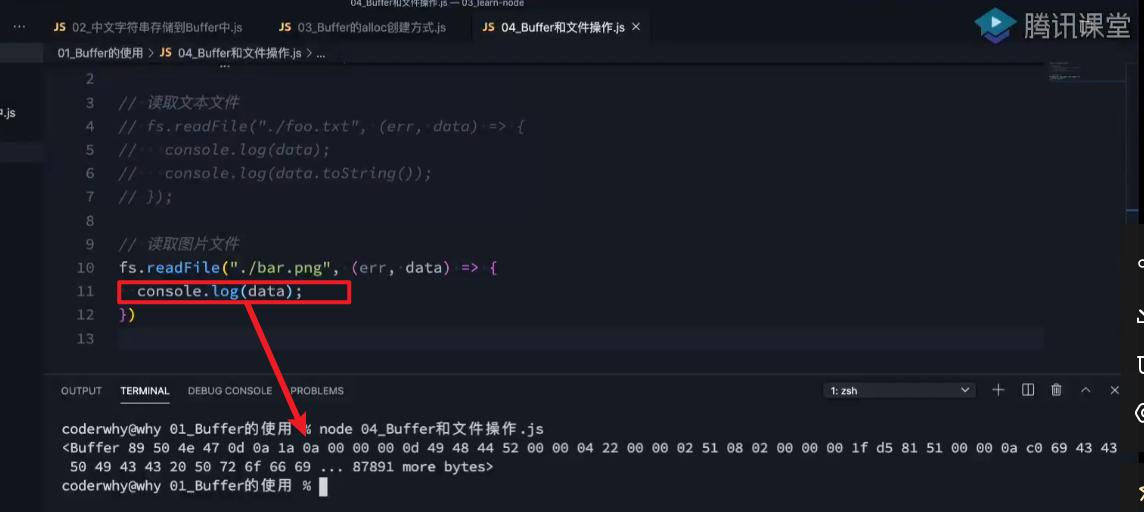 04_Buffer和文件操作.js — 03_learn-node
JS 02_中文字符串存储到Buffer中.js JS 03_Buffer的alloc创建方式.js JS 04_Buffer和文件操作.js ×
腾讯课堂
01_Buffer的使用 > JS 04_Buffer和文件操作.js > ...
.js
2
3 // 读取文本文件
4 // fs.readFile("./foo.txt", (err, data) => {
5 //   console.log(data);
6 //   console.log(data.toString());
7 // });
8
9 // 读取图片文件
10 fs.readFile("./bar.png", (err, data) => {
11   console.log(data);
12 })
13
OUTPUT TERMINAL DEBUG CONSOLE PROBLEMS 1: zsh
coderwhy@why 01_Buffer的使用 % node 04_Buffer和文件操作.js
<Buffer 89 50 4e 47 0d 0a 1a 0a 00 00 00 0d 49 48 44 52 00 00 04 22 00 00 02 51 08 02 00 00 00 1f d5 81 51 00 00 0a c0 69 43 43
50 49 43 43 20 50 72 6f 66 69 ... 87891 more bytes>
coderwhy@why 01_Buffer的使用 %